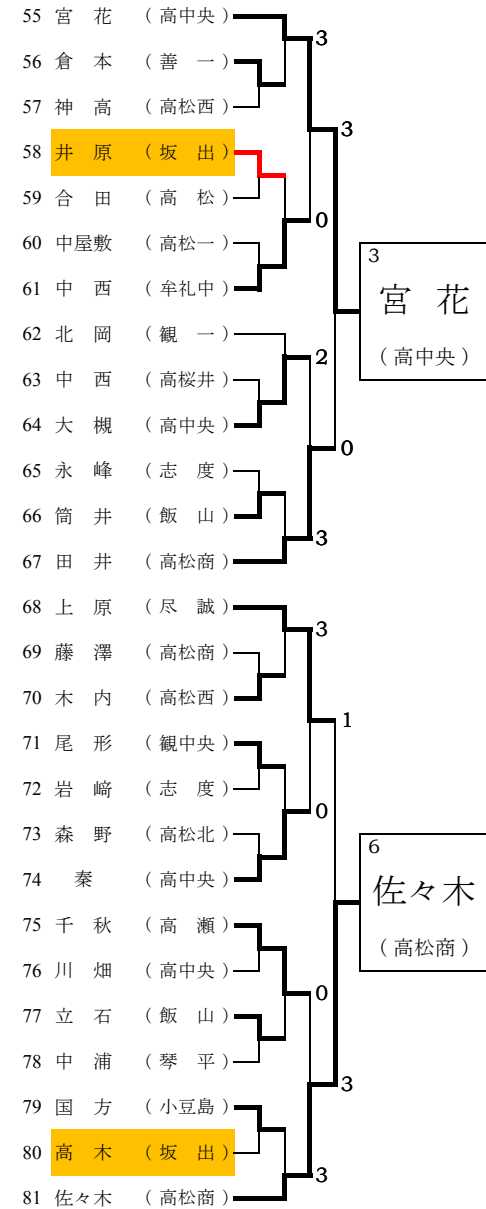 55 宮 花 （高中央）
3
56 倉 本 （善 一）
57 神 高 （高松西）
3
58 井 原 （坂 出）
59 合 田 （高 松）
0
60 中屋敷 （高松一）
3
61 中 西 （牟礼中）
宮 花
62 北 岡 （観 一）
2
（高中央）
63 中 西 （高桜井）
64 大 槻 （高中央）
0
65 永 峰 （志 度）
66 筒 井 （飯 山）
3
67 田 井 （高松商）
68 上 原 （尽 誠）
3
69 藤 澤 （高松商）
70 木 内 （高松西）
1
71 尾 形 （観中央）
72 岩 﨑 （志 度）
0
73 森 野 （高松北）
6
74 秦 （高中央）
佐々木
75 千 秋 （高 瀬）
（高松商）
76 川 畑 （高中央）
0
77 立 石 （飯 山）
78 中 浦 （琴 平）
3
79 国 方 （小豆島）
80 高 木 （坂 出）
3
81 佐々木 （高松商）